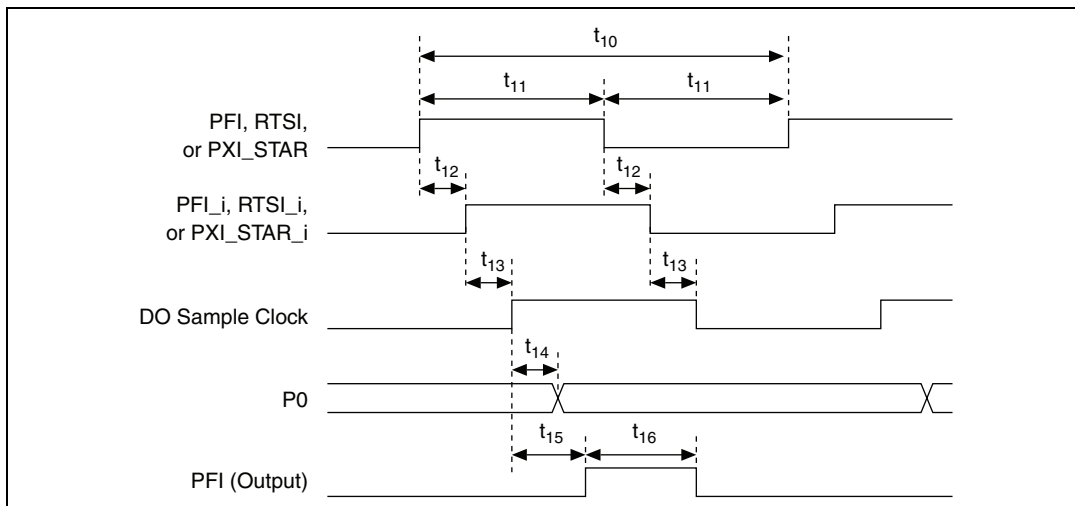 t10
t11 t11
PFI, RTSI,
or PXI_STAR
t12 t12
PFI_i, RTSI_i,
or PXI_STAR_i
t13 t13
DO Sample Clock
t14
P0
t15 t16
PFI (Output)